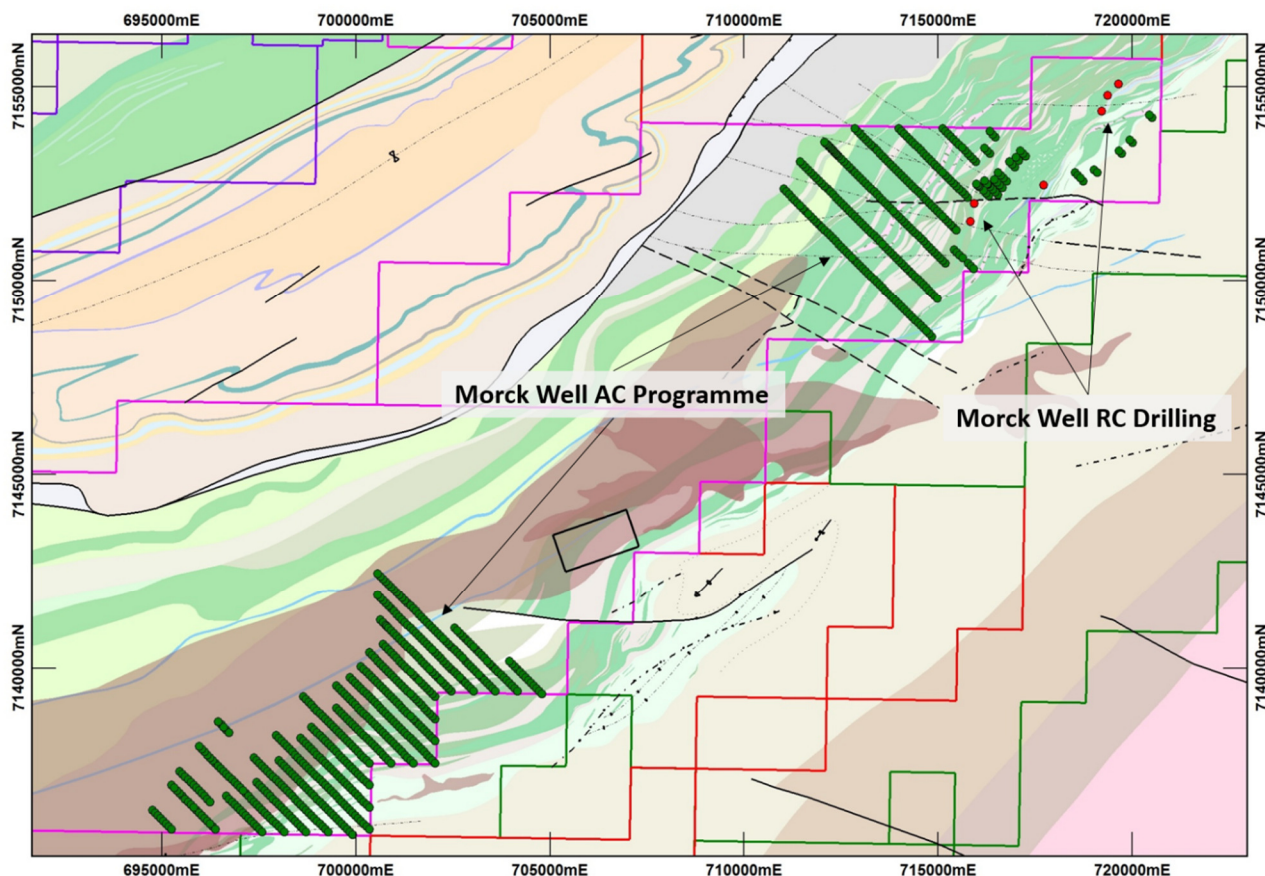 695000mE 700000mE 705000mE 710000mE 715000mE 720000mE
7155000mN 7155000mN
7150000mN 7150000mN
Morck Well AC Programme
Morck Well RC Drilling
7145000mN 7145000mN
7140000mN 7140000mN
695000mE 700000mE 705000mE 710000mE 715000mE 720000mE